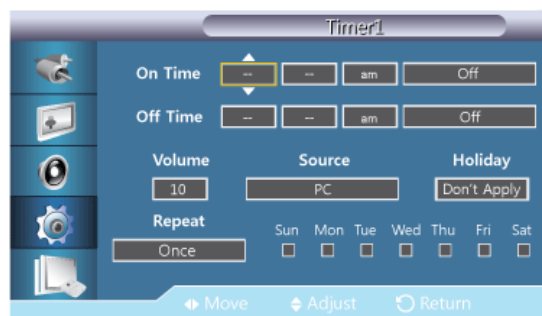 Timer1
On Time -- -- am Off
Off Time -- -- am Off
Volume Source Holiday
10 PC Don't Apply
Repeat Sun Mon Tue Wed Thu Fri Sat
Once
Move Adjust Return